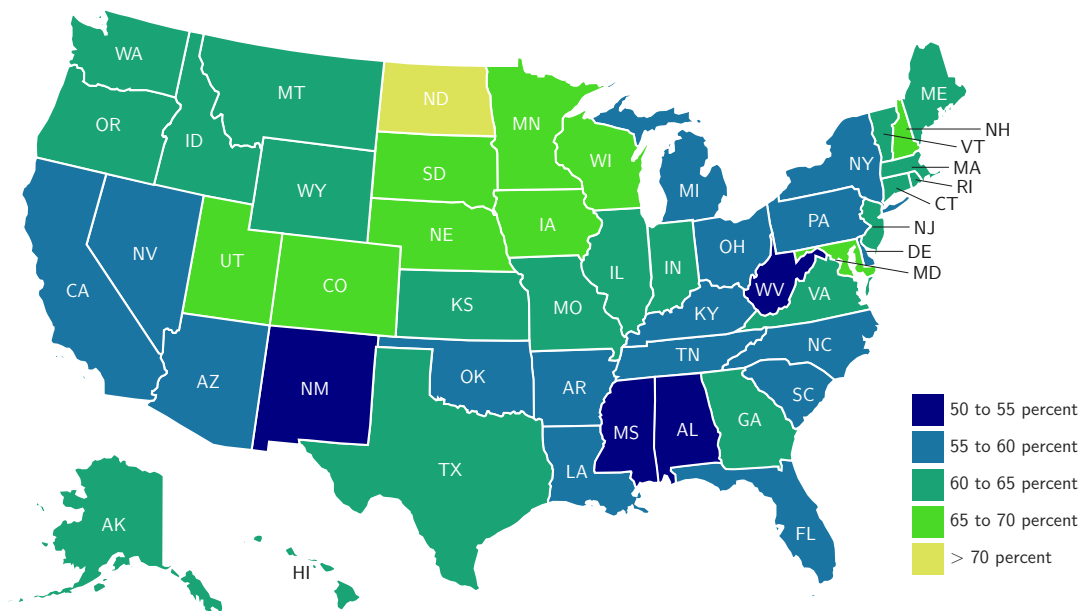 WA
ME
MT
ND
OR
MN
NH
ID
VT
WI
NY
MA
SD
RI
WY
MI
CT
PA
NE
IA
NJ
OH
NV
DE
UT
IN
IL
MD
CO
CA
WV
VA
KS
MO
KY
NC
TN
OK
AZ
NM
AR
SC
50 to 55 percent
GA
AL
MS
55 to 60 percent
TX
LA
60 to 65 percent
AK
65 to 70 percent
FL
> 70 percent
HI